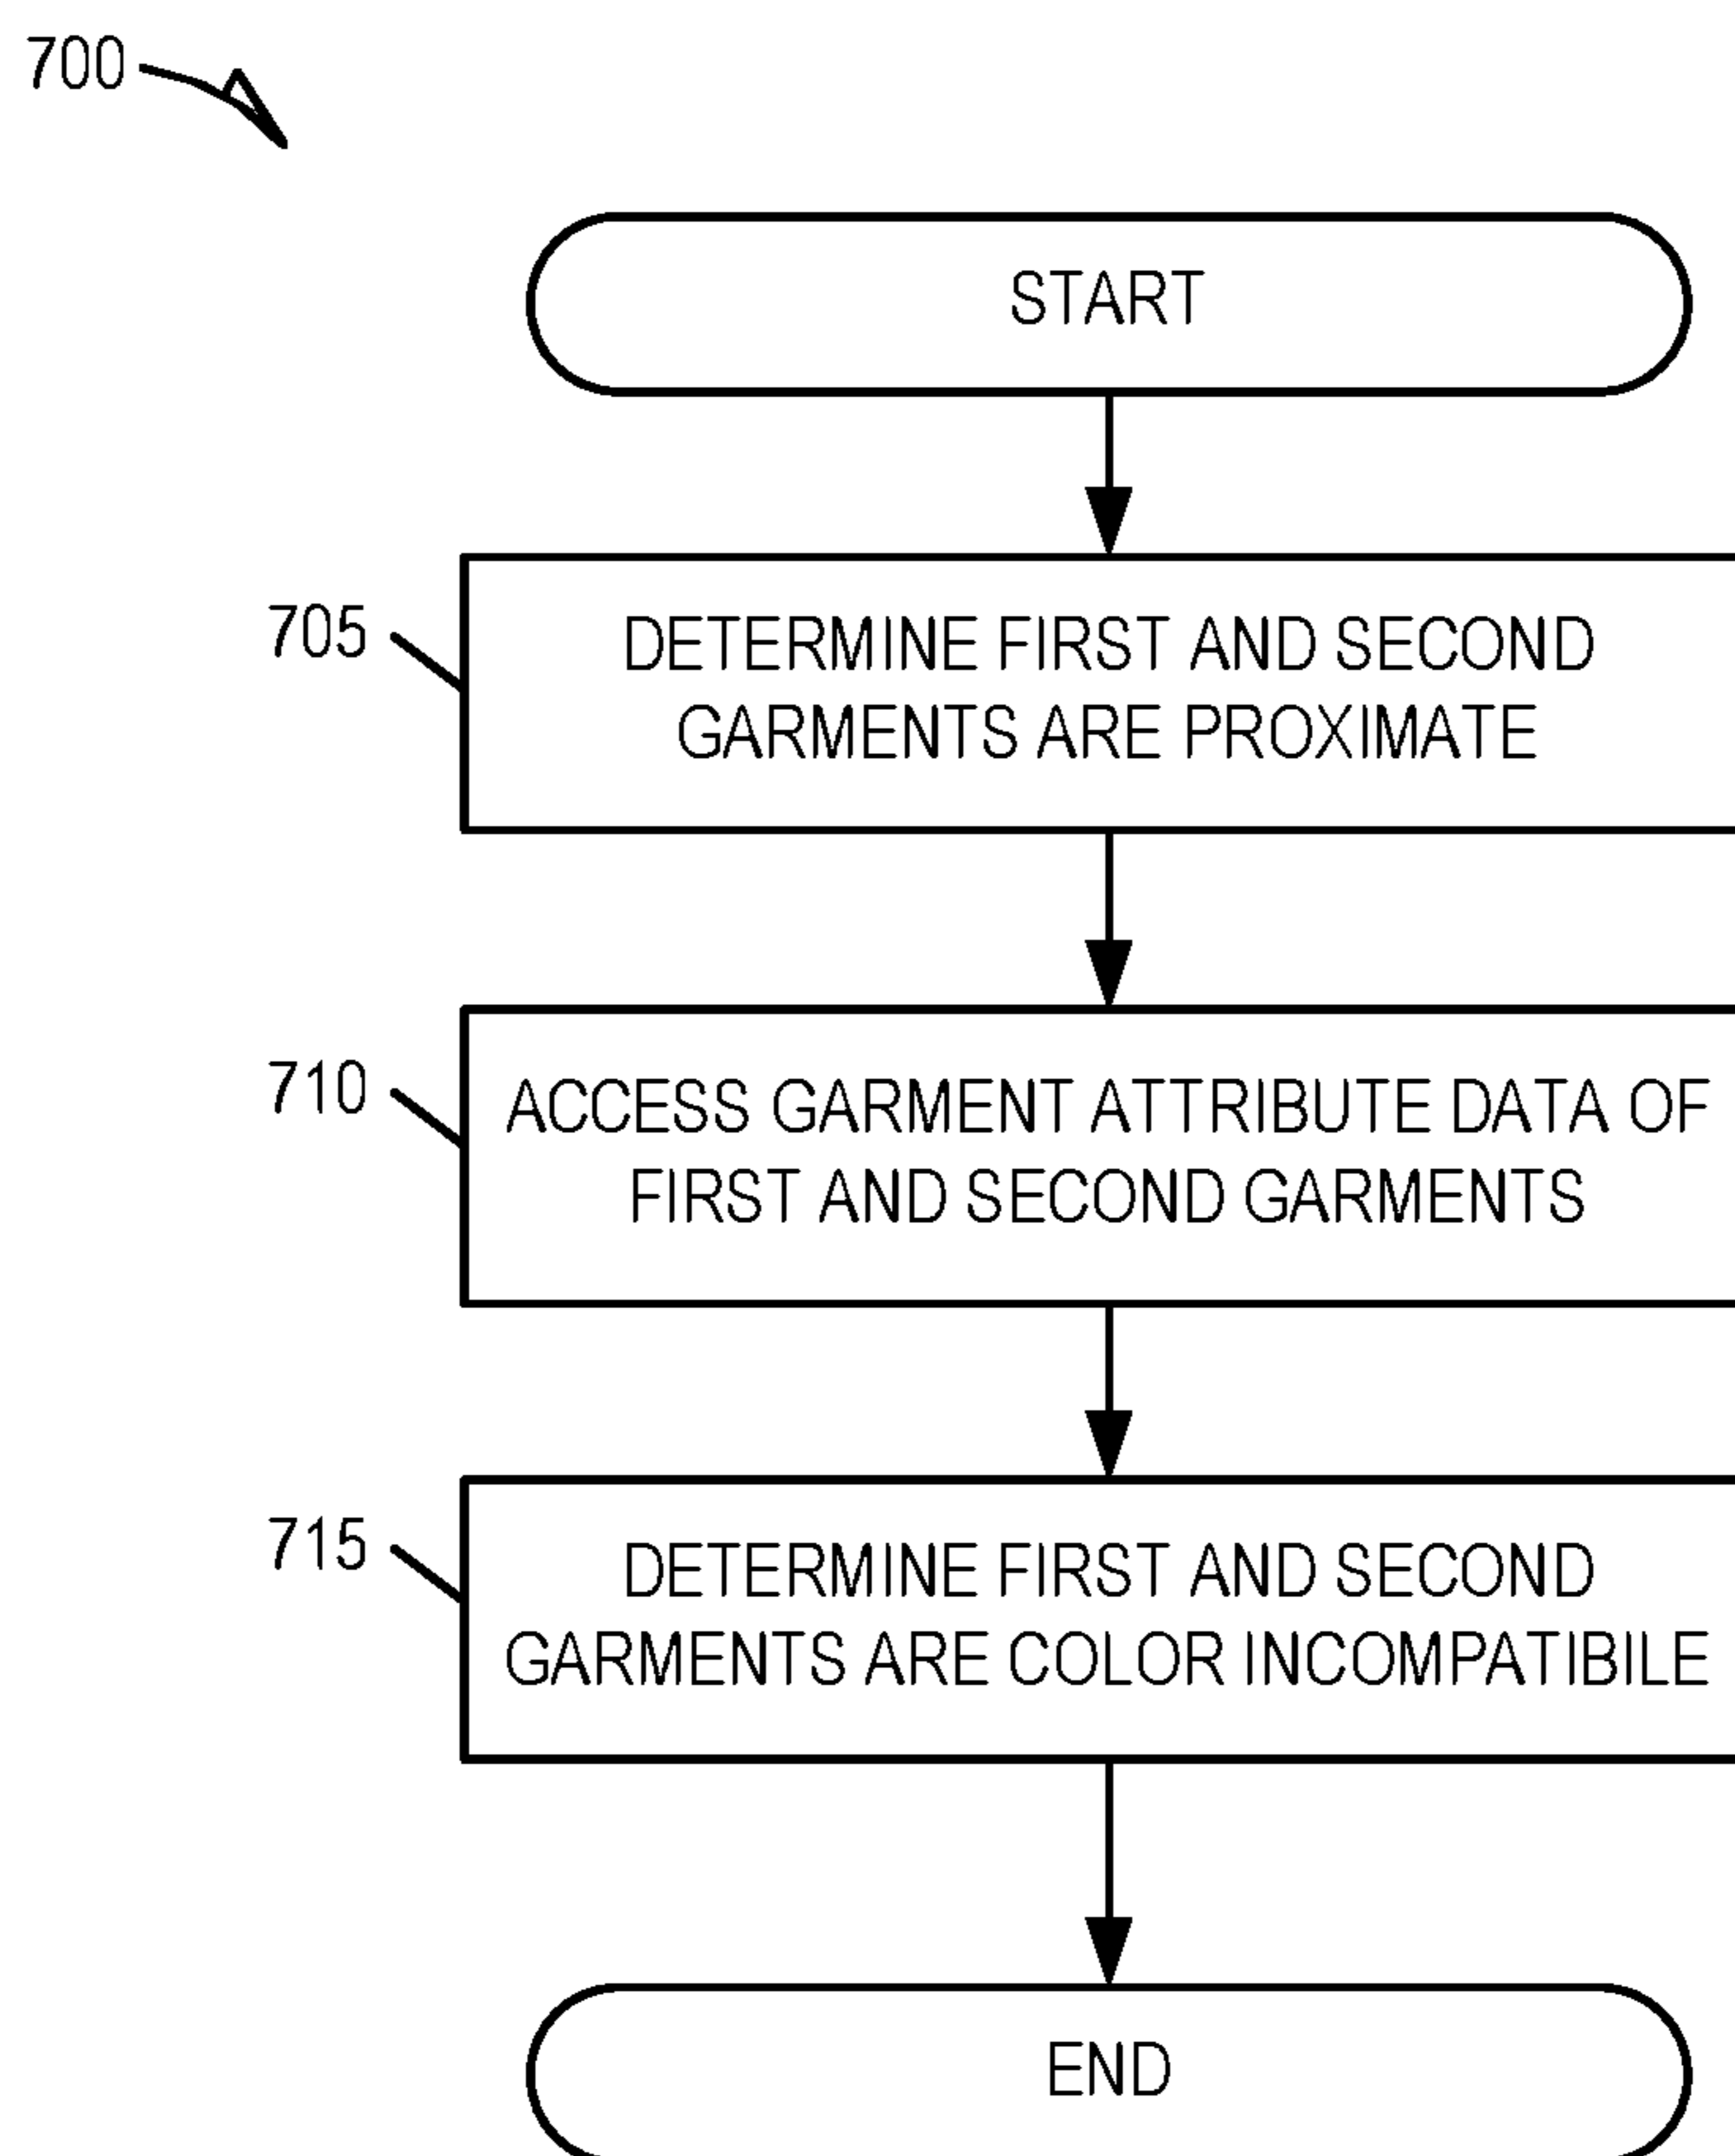 700
START
705
DETERMINE FIRST AND SECOND
GARMENTS ARE PROXIMATE
710
ACCESS GARMENT ATTRIBUTE DATA OF
FIRST AND SECOND GARMENTS
715
DETERMINE FIRST AND SECOND
GARMENTS ARE COLOR INCOMPATIBILE
END